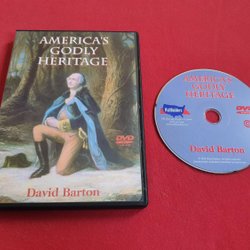 AMERICA'S
GODLY
HERITAGE
DVD
David Barton
AMERICA'S
GODLY
HERITAGE
WallBuilders
DVD
David Barton